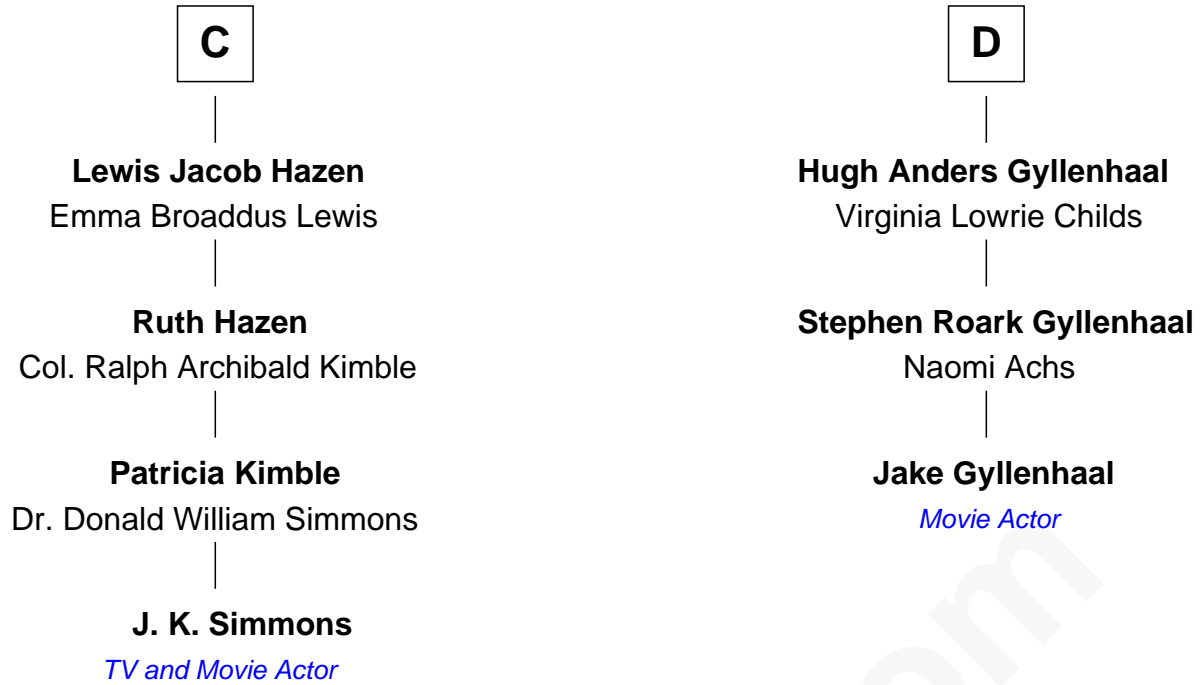 C
Lewis Jacob Hazen
Emma Broaddus Lewis
Ruth Hazen
Col. Ralph Archibald Kimble
Patricia Kimble
Dr. Donald William Simmons
J. K. Simmons
TV and Movie Actor
D
Hugh Anders Gyllenhaal
Virginia Lowrie Childs
Stephen Roark Gyllenhaal
Naomi Achs
Jake Gyllenhaal
Movie Actor
om